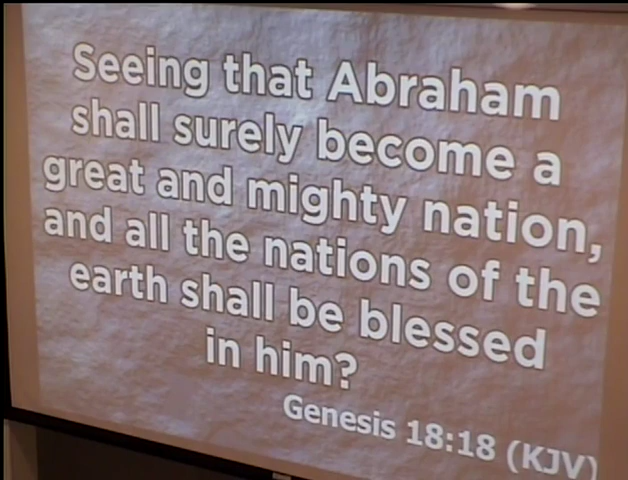 Seeing that Abraham
shall surely become a
great and mighty nation,
and all the nations of the
earth shall be blessed
in him?
Genesis 18:18 (KJV)